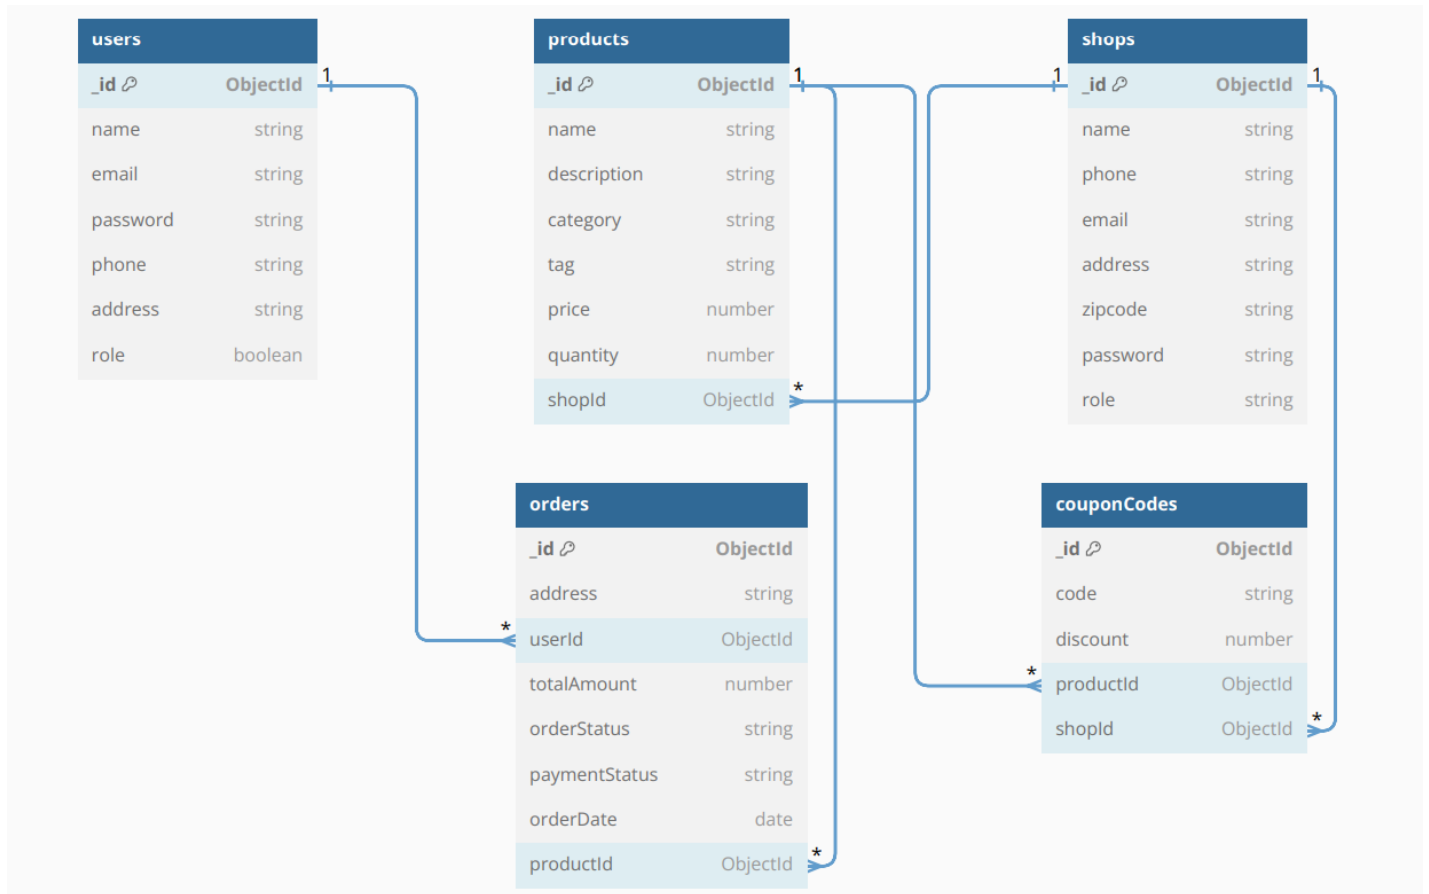 users
_id ObjectId
name string
email string
password string
phone string
address string
role boolean
1
products
_id ObjectId
name string
description string
category string
tag string
price number
quantity number
shopId ObjectId
1
*
shops
_id ObjectId
name string
phone string
email string
address string
zipcode string
password string
role string
1
1
orders
_id ObjectId
address string
userId ObjectId
totalAmount number
orderStatus string
paymentStatus string
orderDate date
productId ObjectId
*
*
couponCodes
_id ObjectId
code string
discount number
productId ObjectId
shopId ObjectId
*
*